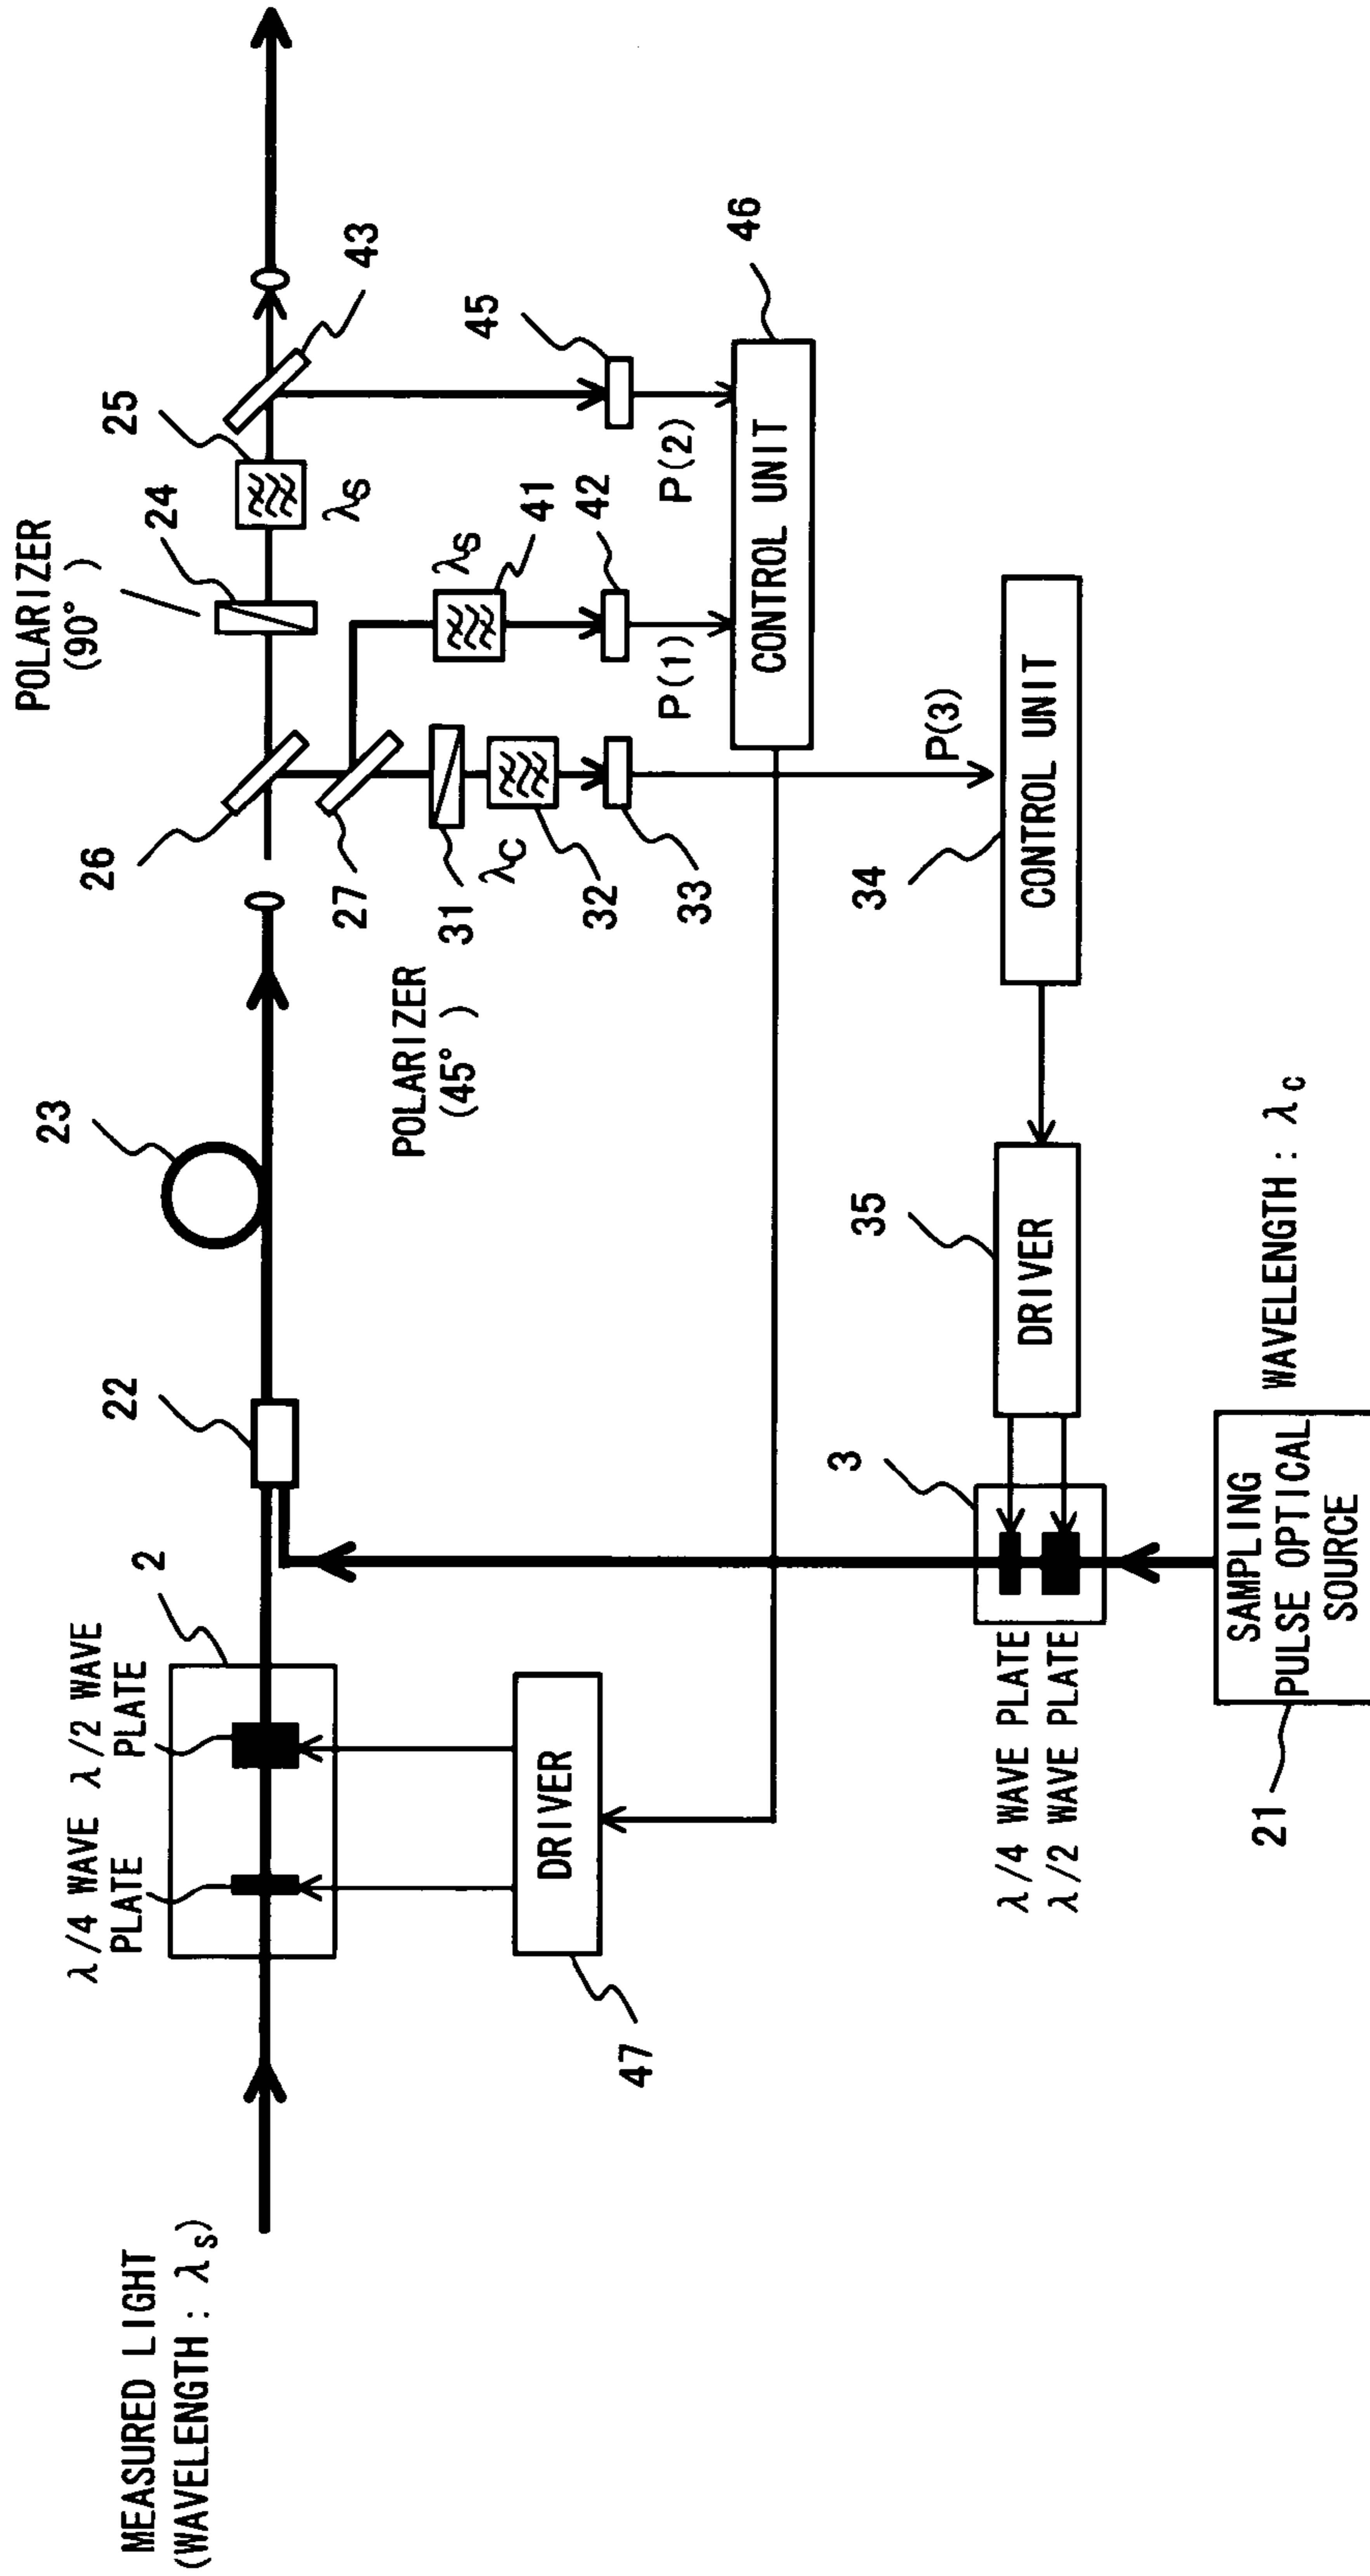 MEASURED LIGHT
(WAVELENGTH : λs)
λ/4 WAVE
PLATE
λ/2 WAVE
PLATE
2
22
23
26
POLARIZER
(90° )
24
25
λs
43
27
POLARIZER
(45° )
31
λc
32
33
λs
41
42
45
P(1)
P(2)
46
CONTROL UNIT
P(3)
34
CONTROL UNIT
35
DRIVER
3
λ/4 WAVE PLATE
λ/2 WAVE PLATE
47
DRIVER
21
SAMPLING
PULSE OPTICAL
SOURCE
WAVELENGTH : λc